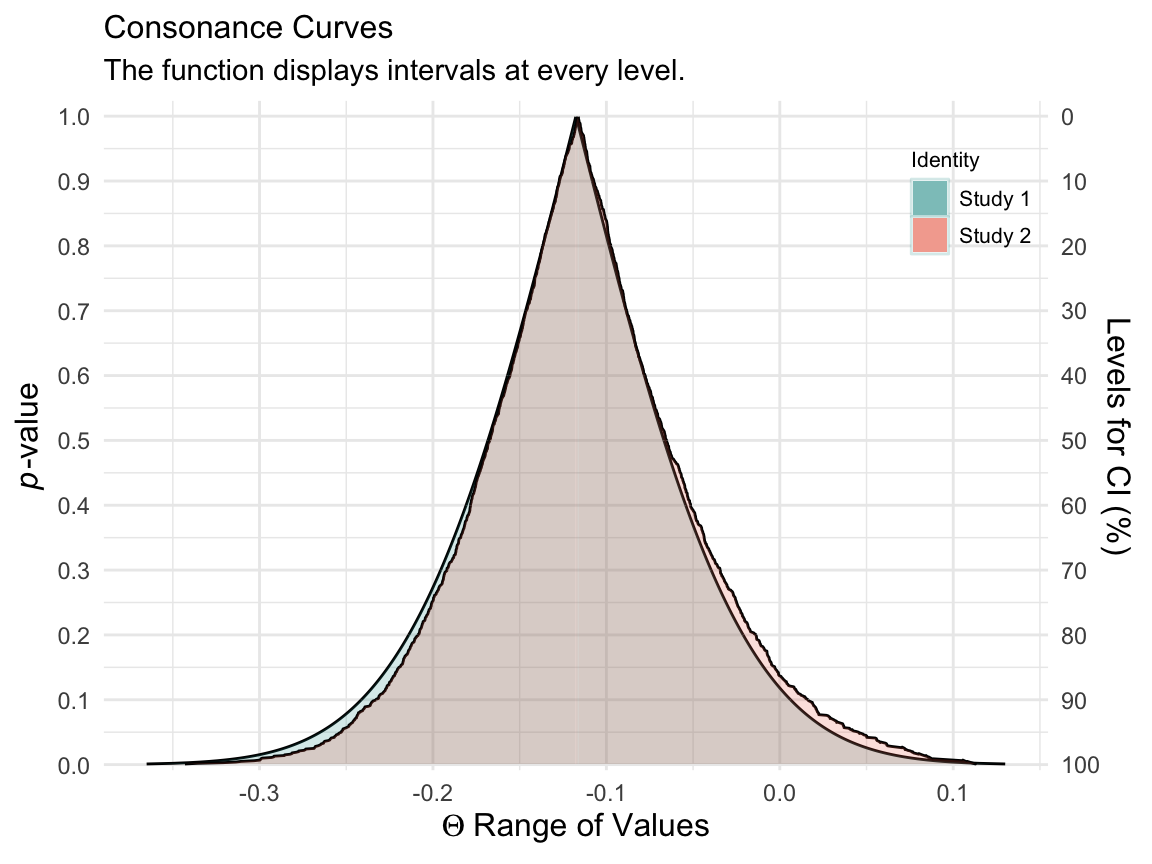 Consonance Curves
The function displays intervals at every level.
1.0
0.9
0.8
0.7
0.6
0.5
0.4
0.3
0.2
0.1
0.0
p-value
0
10
20
30
40
50
60
70
80
90
100
Levels for CI (%)
Identity
Study 1
Study 2
-0.3 -0.2 -0.1 0.0 0.1
Θ Range of Values